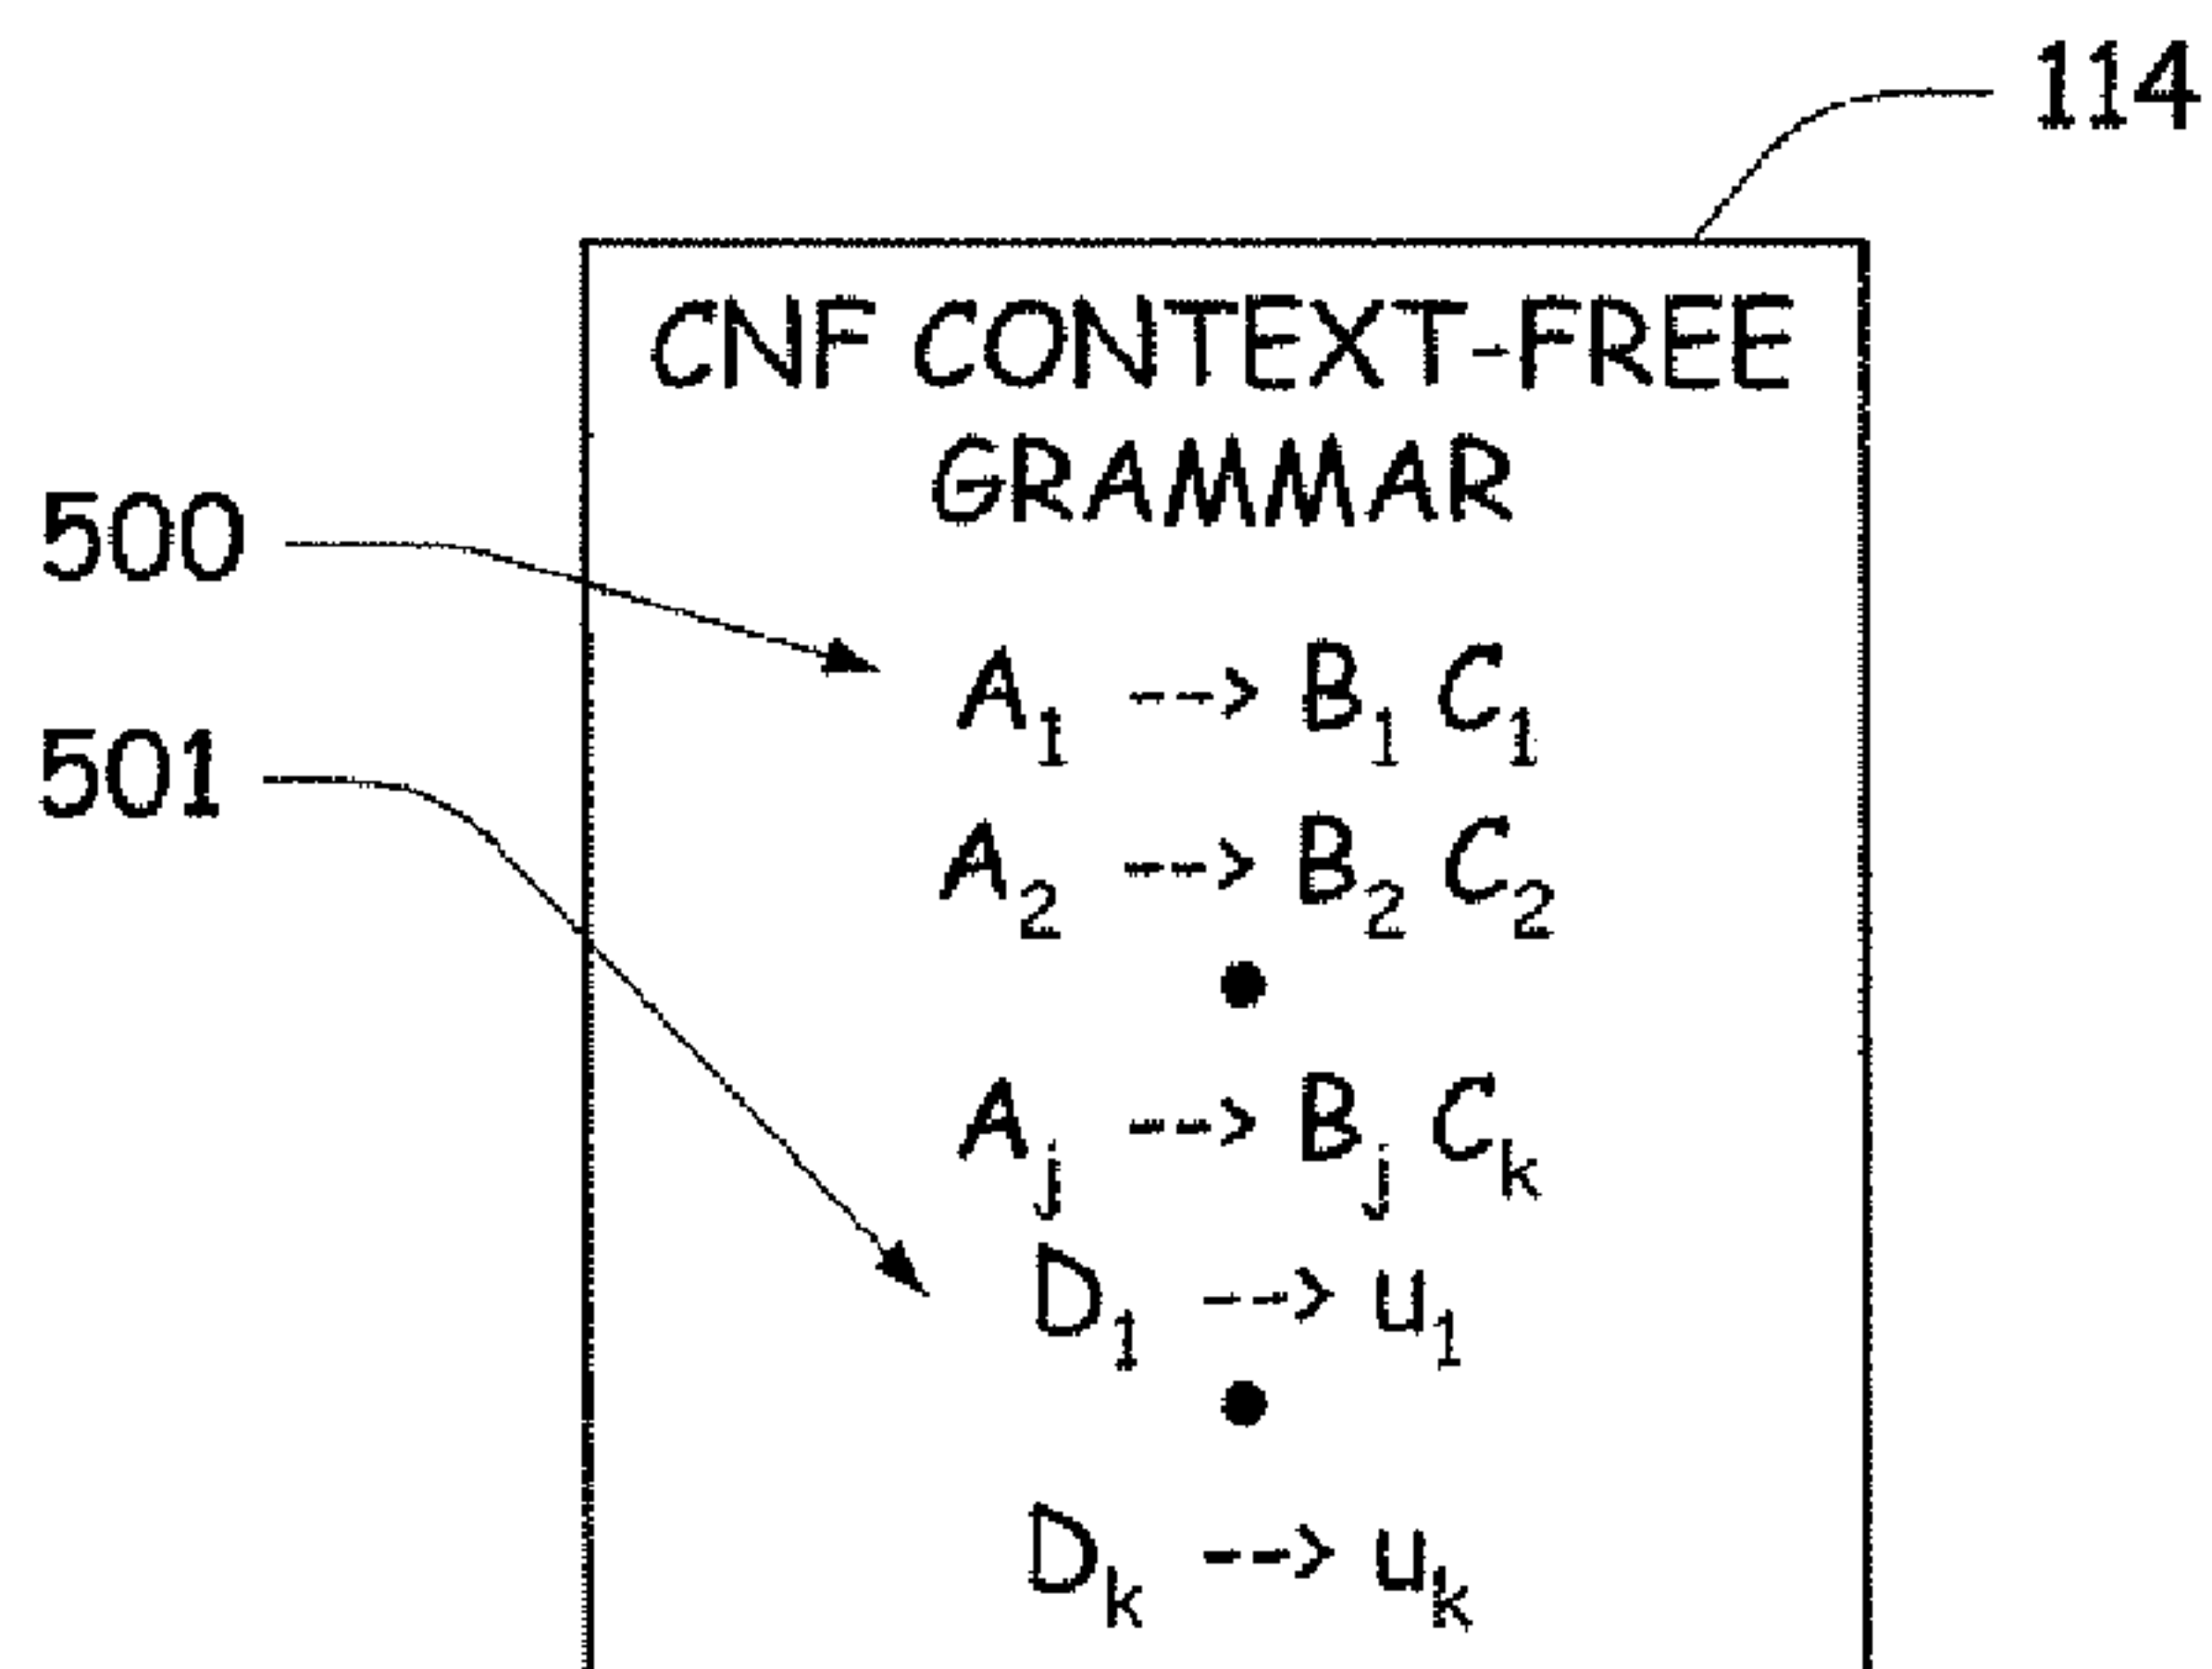 114
CNF CONTEXT-FREE
GRAMMAR
500
A₁ --> B₁ C₁
501
A₂ --> B₂ C₂
Aⱼ --> Bⱼ Cₖ
D₁ --> u₁
Dₖ --> uₖ